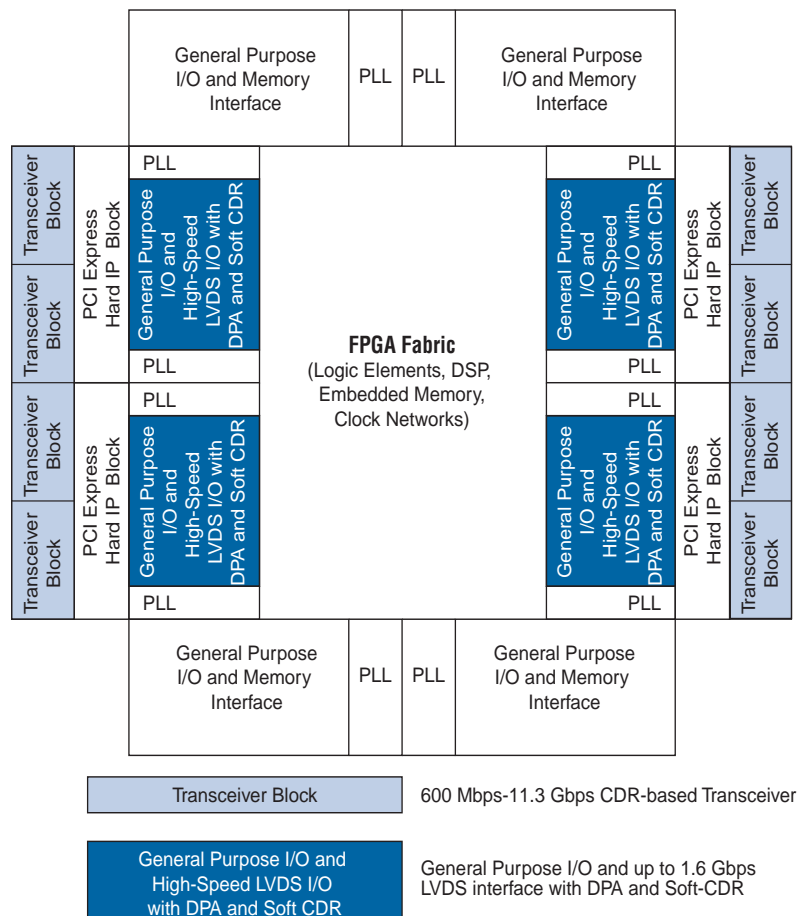 General Purpose
I/O and Memory
Interface
PLL
PLL
General Purpose
I/O and Memory
Interface
Transceiver
Block
Transceiver
Block
PCI Express
Hard IP Block
PLL
General Purpose
I/O and
High-Speed
LVDS I/O with
DPA and Soft CDR
PLL
Transceiver
Block
Transceiver
Block
PCI Express
Hard IP Block
PLL
General Purpose
I/O and
High-Speed
LVDS I/O with
DPA and Soft CDR
PLL
FPGA Fabric
(Logic Elements, DSP,
Embedded Memory,
Clock Networks)
PLL
General Purpose
I/O and
High-Speed
LVDS I/O with
DPA and Soft CDR
PLL
PCI Express
Hard IP Block
Transceiver
Block
Transceiver
Block
PLL
General Purpose
I/O and
High-Speed
LVDS I/O with
DPA and Soft CDR
PLL
PCI Express
Hard IP Block
Transceiver
Block
Transceiver
Block
General Purpose
I/O and Memory
Interface
PLL
PLL
General Purpose
I/O and Memory
Interface
Transceiver Block
600 Mbps-11.3 Gbps CDR-based Transceiver
General Purpose I/O and
High-Speed LVDS I/O
with DPA and Soft CDR
General Purpose I/O and up to 1.6 Gbps
LVDS interface with DPA and Soft-CDR